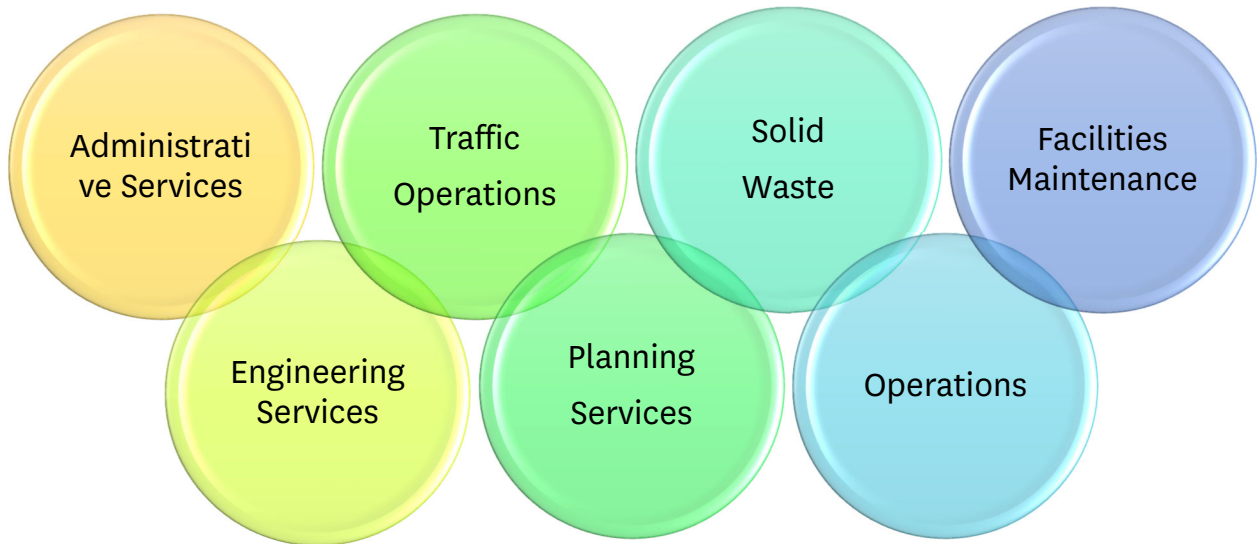 Administrati
ve Services
Traffic
Operations
Solid
Waste
Facilities
Maintenance
Engineering
Services
Planning
Services
Operations